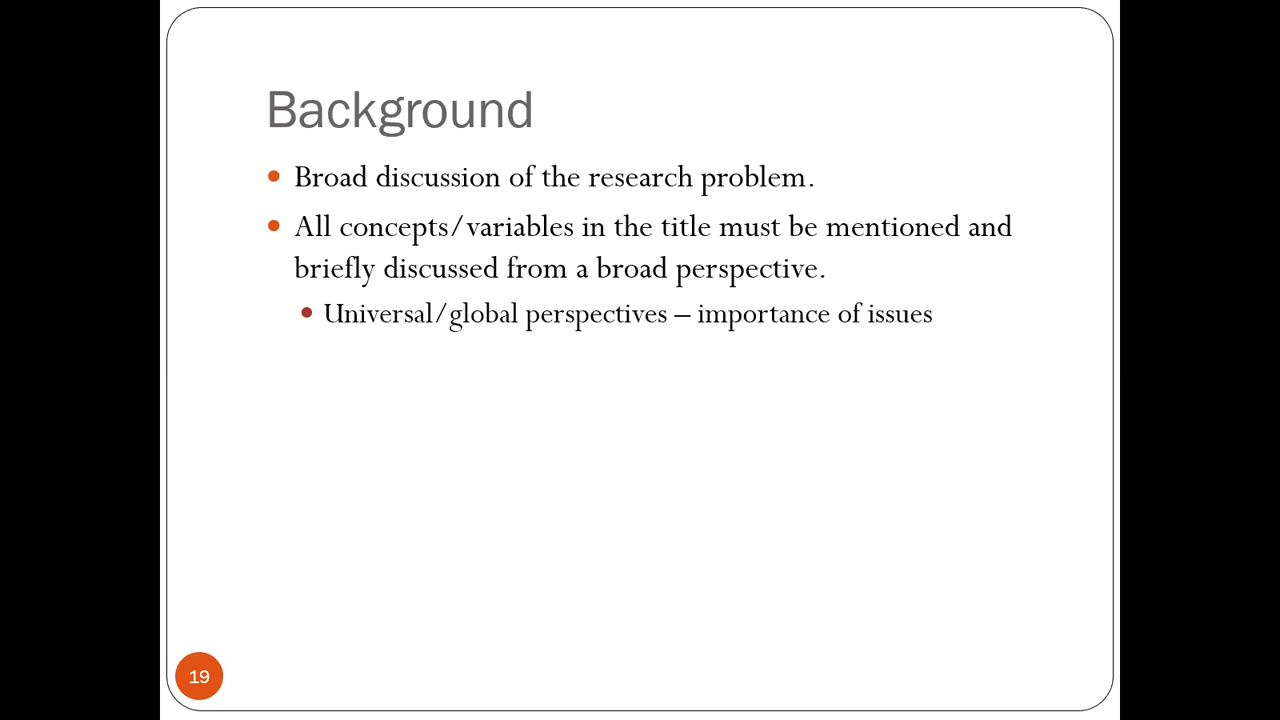 Background
• Broad discussion of the research problem.
• All concepts/variables in the title must be mentioned and
briefly discussed from a broad perspective.
• Universal/global perspectives – importance of issues
19